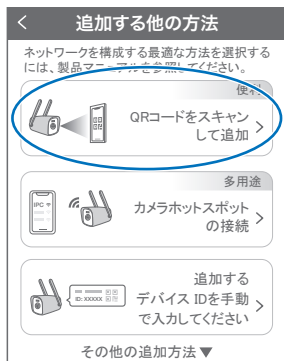 追加する他の方法
ネットワークを構成する最適な方法を選択する
には、製品マニュアルを参照してください。
便利
QRコードをスキャン
して追加
多用途
IPC
カメラホットスポット
の接続
追加する
デバイス IDを手動
で入力してください
ID: XXXXX
その他の追加方法▼